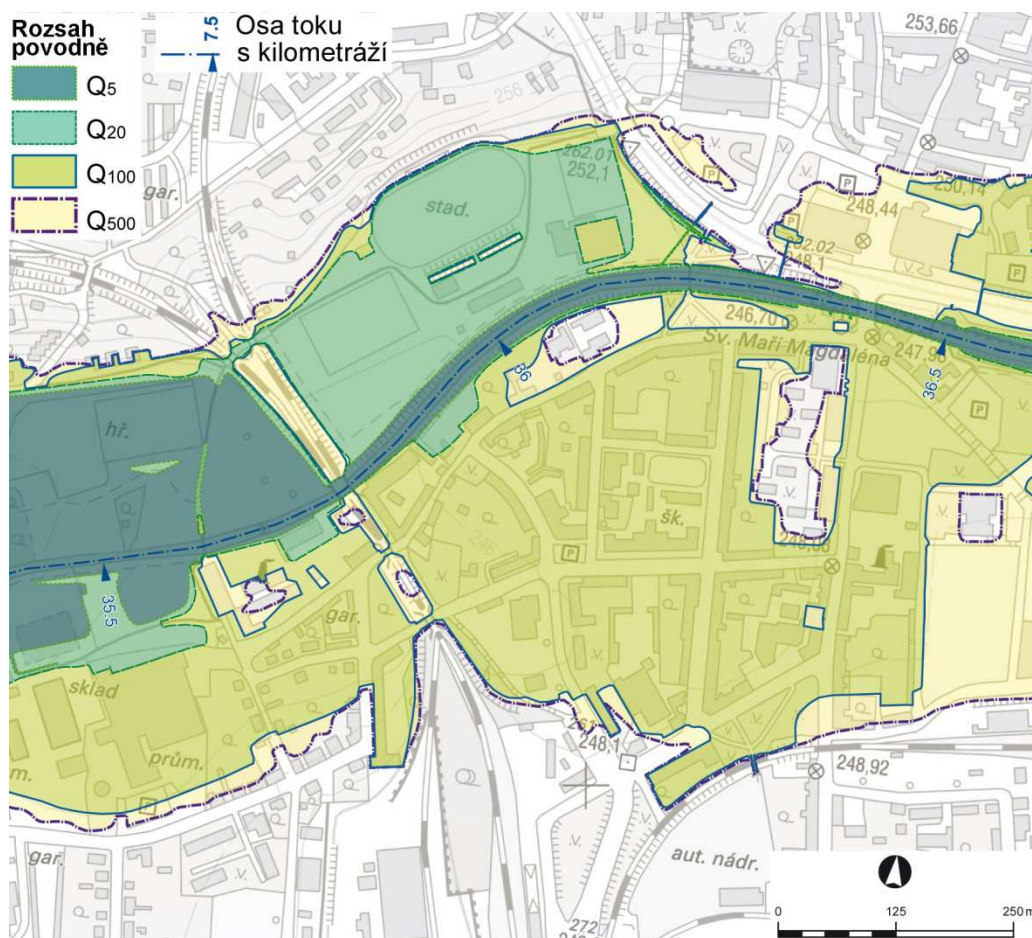 Rozsah
povodně
Q5
Q20
Q100
Q500
7.5
Osa toku
s kilometráží
253,66
256
gar.
262.01
252,1
stad.
P
250,14
P
248,44
248,1
246,70
Sv. Maří Magdaléna
247,9
36
36.5
P
hř.
šk.
P
35.5
gar.
sklad
prům.
m.
P
261
248,1
248,92
gar.
aut. nádr.
272
0 125 250 m